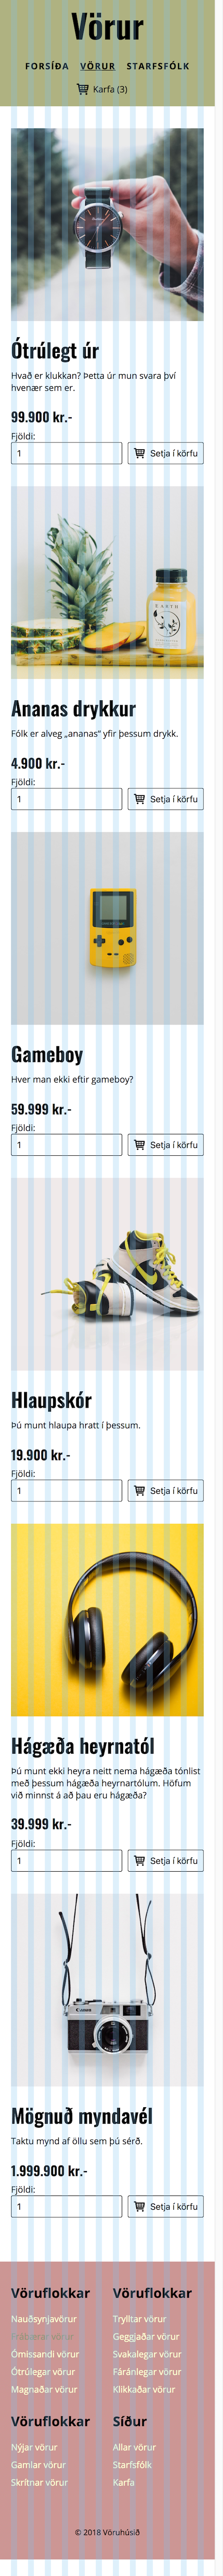 Vörur
FORSÍÐA VÖRUR STARFSFÓLK
Karfa (3)
Ótrúlegt úr
Hvað er klukkan? Þetta úr mun svara því
hvenær sem er.
99.900 kr.-
Fjöldi:
1 Setja í körfu
EARTH
Ananas drykkur
Fólk er alveg „ananas“ yfir þessum drykk.
4.900 kr.-
Fjöldi:
1 Setja í körfu
Gameboy
Hver man ekki eftir gameboy?
59.999 kr.-
Fjöldi:
1 Setja í körfu
Hlaupskór
Þú munt hlaupa hratt í þessum.
19.900 kr.-
Fjöldi:
1 Setja í körfu
Hágæða heyrnatól
Þú munt ekki heyra neitt nema hágæða tónlist
með þessum hágæða heyrnartólum. Höfum
við minnst á að þau eru hágæða?
39.999 kr.-
Fjöldi:
1 Setja í körfu
Canon
Mögnuð myndavél
Taktu mynd af öllu sem þú sérð.
1.999.900 kr.-
Fjöldi:
1 Setja í körfu
Vöruflokkar
Nauðsynjavörur
Frábærar vörur
Ómissandi vörur
Ótrúlegar vörur
Magnaðar vörur
Vöruflokkar
Trylltar vörur
Geggjaðar vörur
Svakalegar vörur
Fáránlegar vörur
Klikkaðar vörur
Vöruflokkar
Nýjar vörur
Gamlar vörur
Skrítnar vörur
Síður
Allar vörur
Starfsfólk
Karfa
© 2018 Vöruhúsið